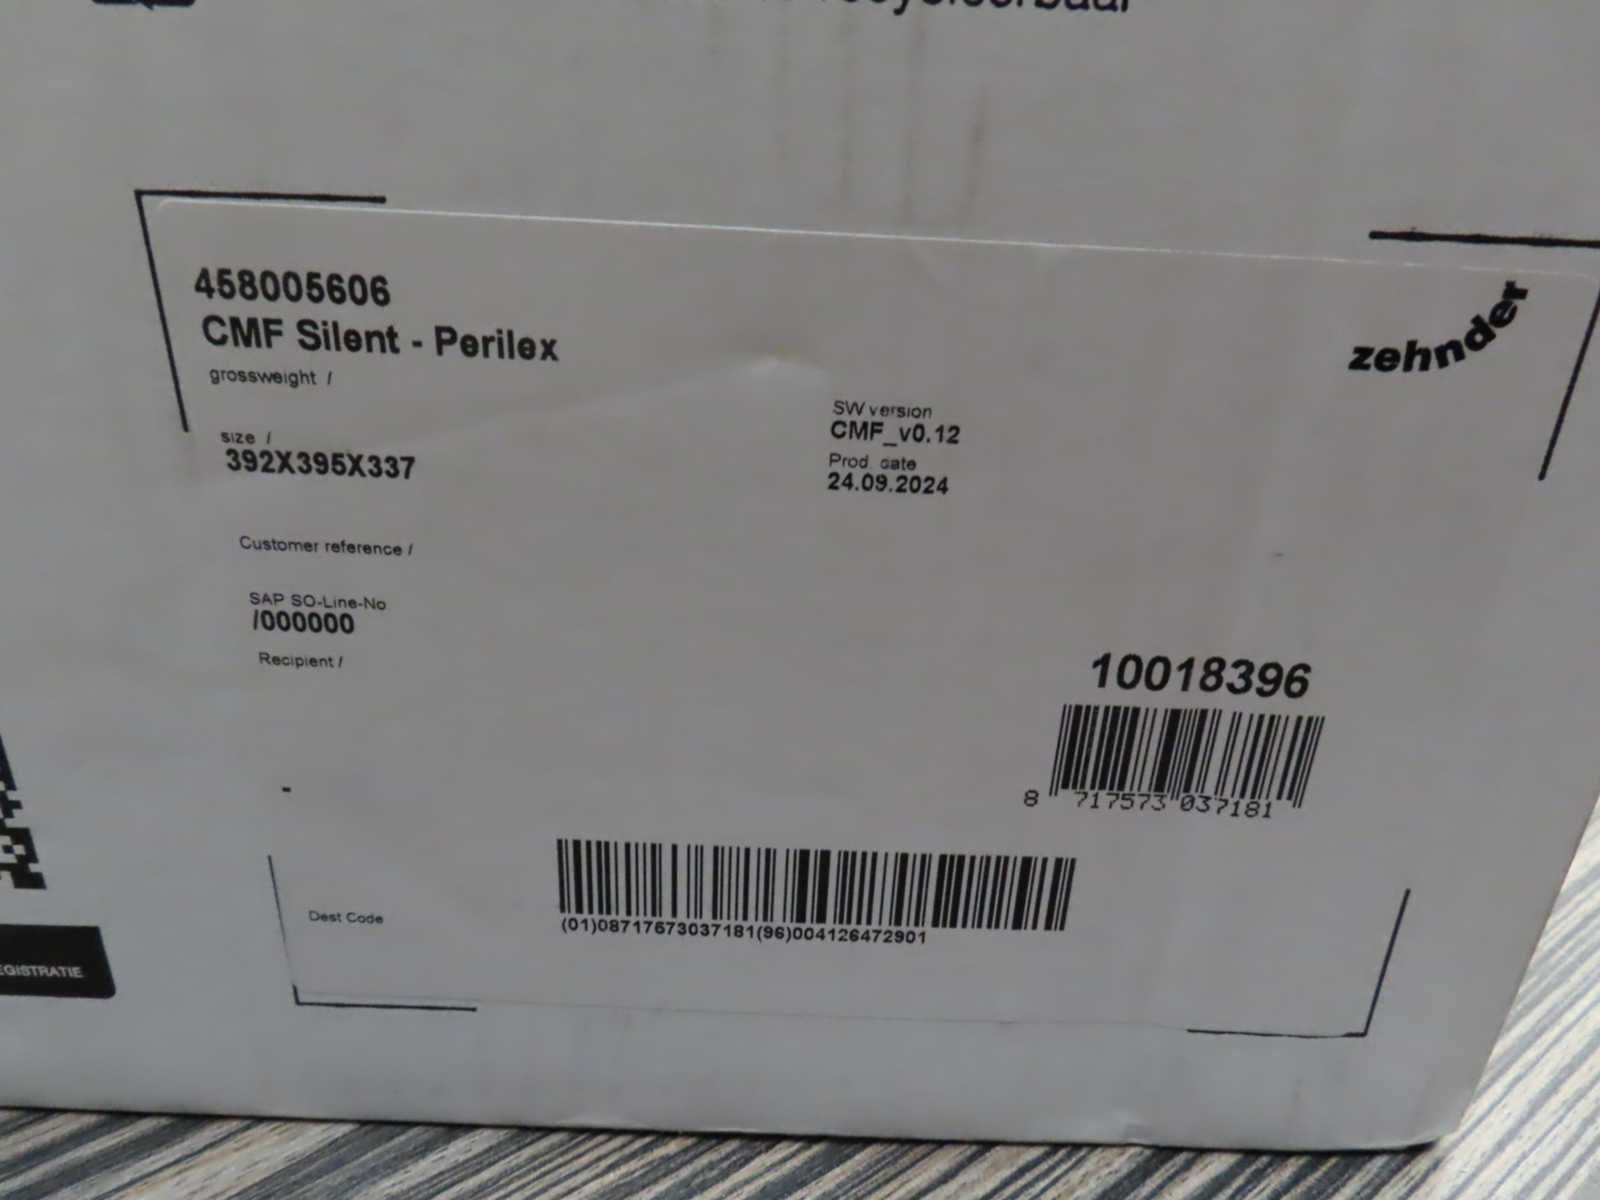 458005606
CMF Silent - Perilex
zehnder
grossweight /
SW version
CMF_v0.12
size /
392X395X337
Prod. date
24.09.2024
Customer reference /
SAP SO-Line-No
/000000
Recipient /
10018396
8 717573 037181
-
(01)08717573037181(96)004126472901
Dest Code